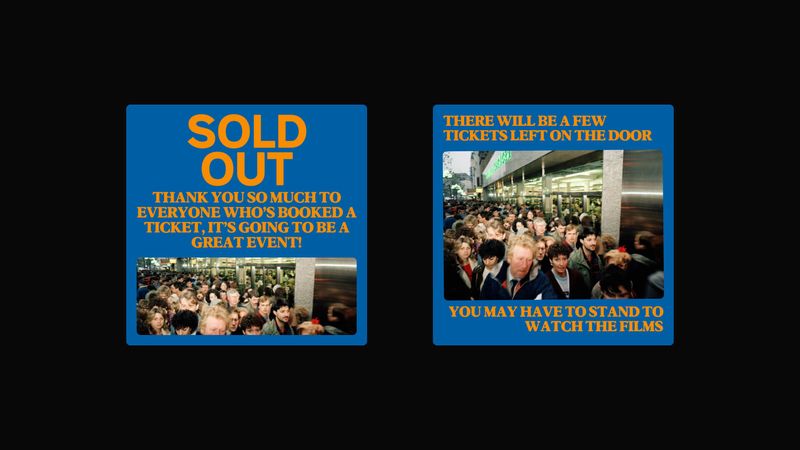 SOLD
OUT
THANK YOU SO MUCH TO
EVERYONE WHO'S BOOKED A
TICKET, IT'S GOING TO BE A
GREAT EVENT!
THERE WILL BE A FEW
TICKETS LEFT ON THE DOOR
YOU MAY HAVE TO STAND TO
WATCH THE FILMS